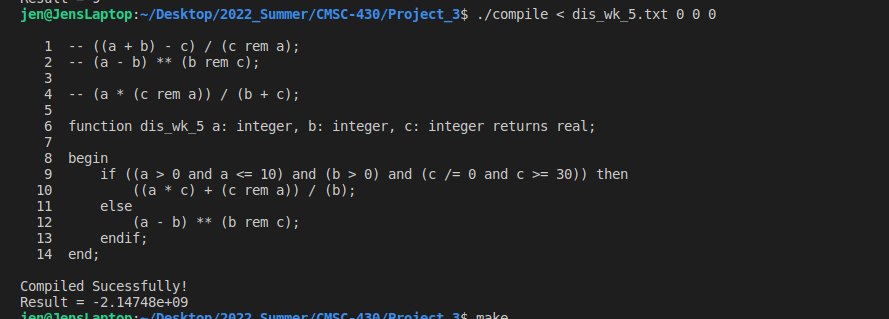 Result = 9
jen@JensLaptop:~/Desktop/2022_Summer/CMSC-430/Project_3$ ./compile < dis_wk_5.txt 0 0 0
1 -- ((a + b) - c) / (c rem a);
2 -- (a - b) ** (b rem c);
3
4 -- (a * (c rem a)) / (b + c);
5
6 function dis_wk_5 a: integer, b: integer, c: integer returns real;
7
8 begin
9 if ((a > 0 and a <= 10) and (b > 0) and (c /= 0 and c >= 30)) then
10 ((a * c) + (c rem a)) / (b);
11 else
12 (a - b) ** (b rem c);
13 endif;
14 end;
Compiled Sucessfully!
Result = -2.14748e+09
jen@JensLaptop:~/Desktop/2022_Summer/CMSC-430/Project_3$ make